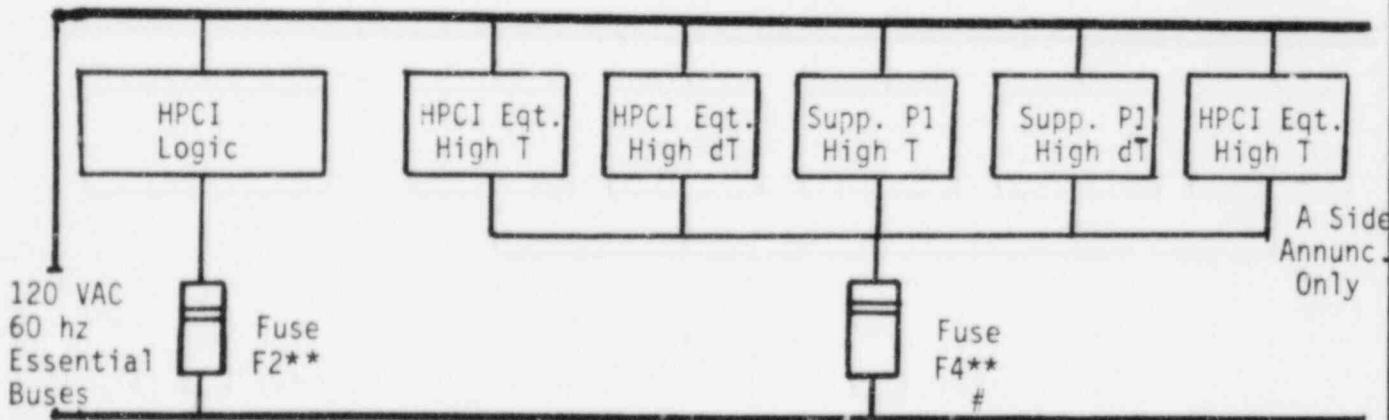 HPCI
Logic
HPCI Eqt.
High T
HPCI Eqt.
High dT
Supp. Pl
High T
Supp. Pl
High dT
HPCI Eqt.
High T
A Side
Annunc.
Only
120 VAC
60 hz
Essential
Buses
Fuse
F2**
Fuse
F4**
#